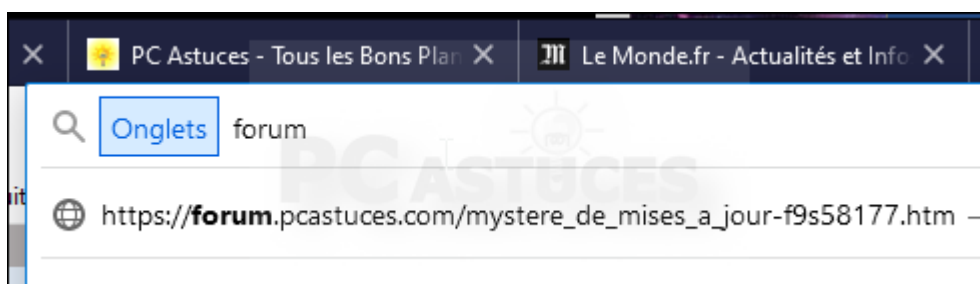 PC Astuces - Tous les Bons Plan
Le Monde.fr - Actualités et Info
Onglets forum
PC ASTUCES
uit
https://forum.pcastuces.com/mystere_de_mises_a_jour-f9s58177.htm –